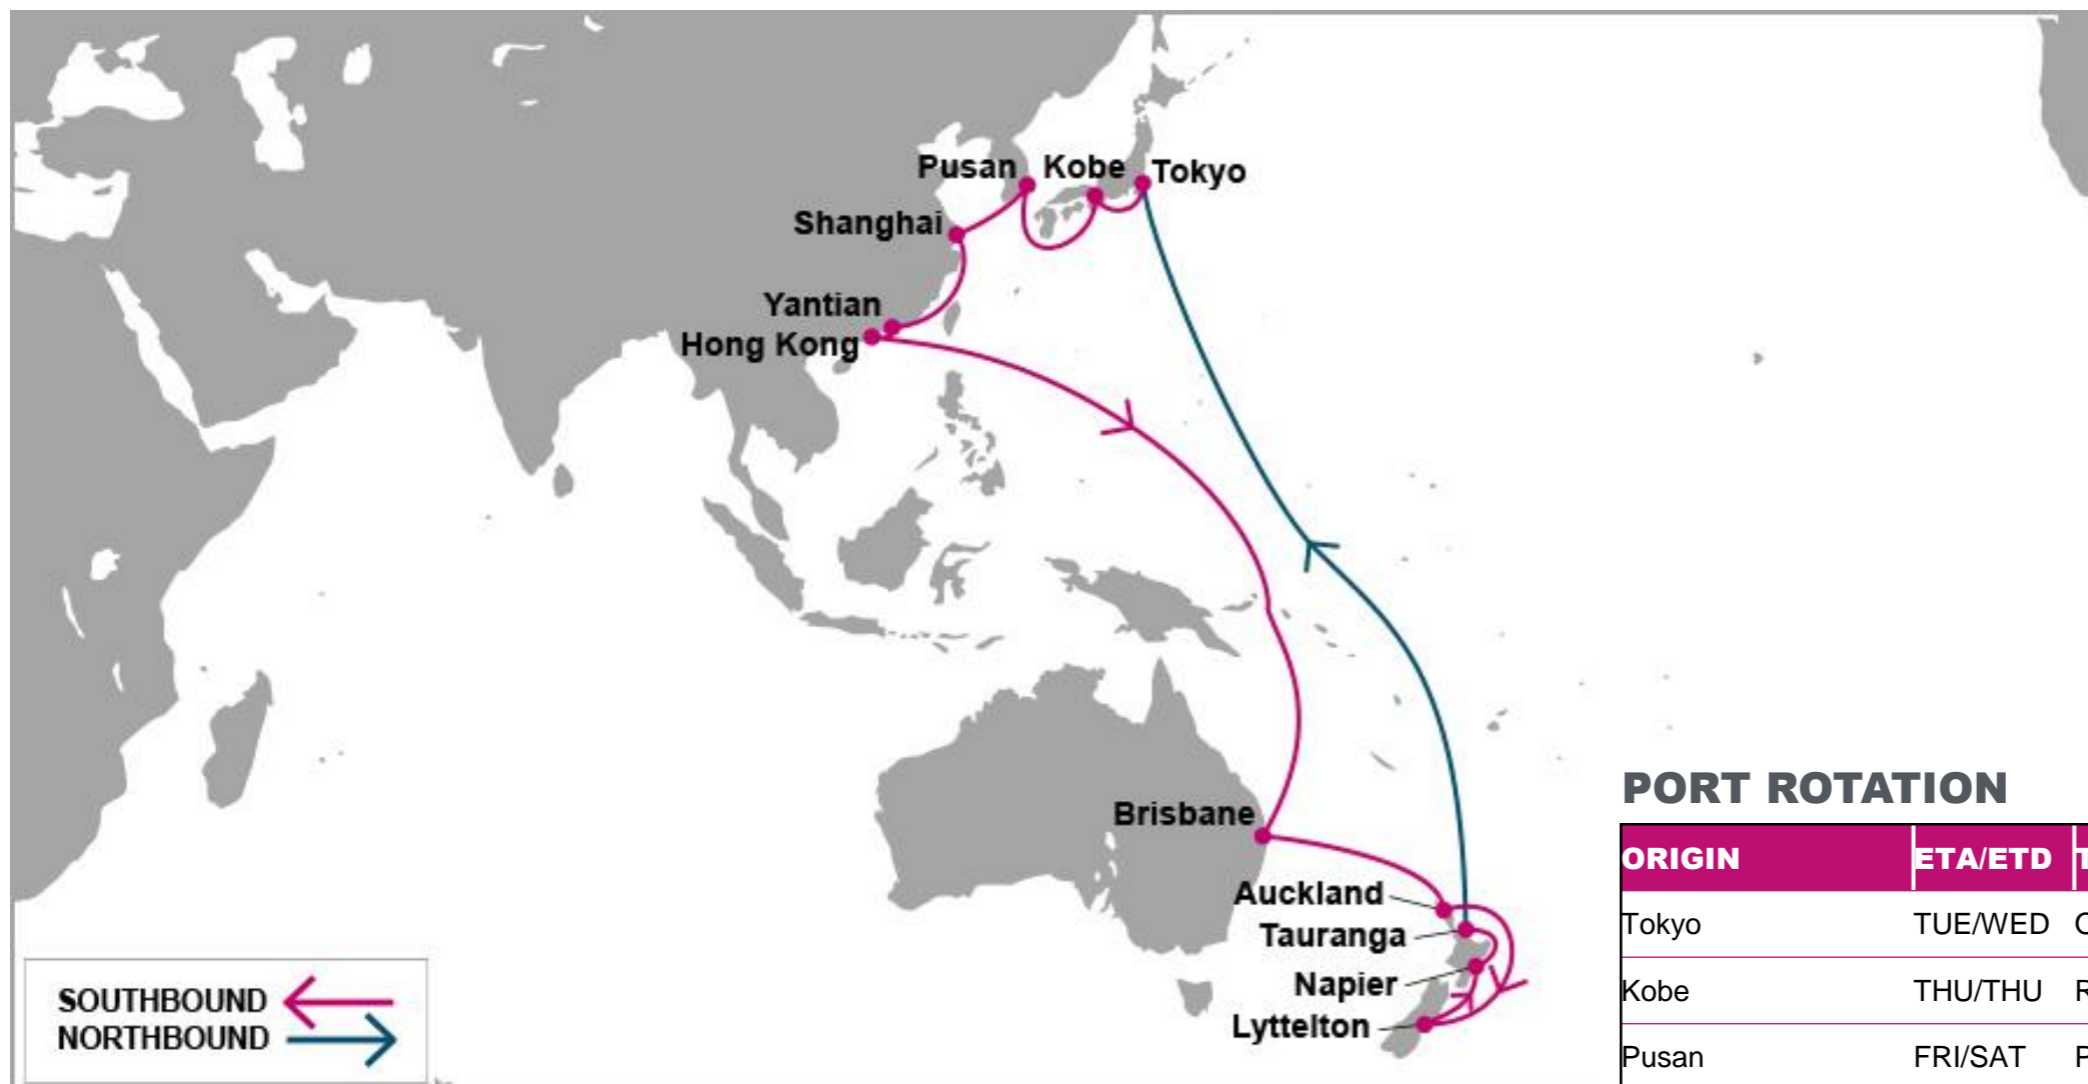 Pusan Kobe Tokyo
Shanghai
Yantian
Hong Kong
Brisbane
Auckland
Tauranga
Napier
Lyttelton
SOUTHBOUND
NORTHBOUND
PORT ROTATION
ORIGIN ETA/ETD
Tokyo TUE/WED
Kobe THU/THU
Pusan FRI/SAT